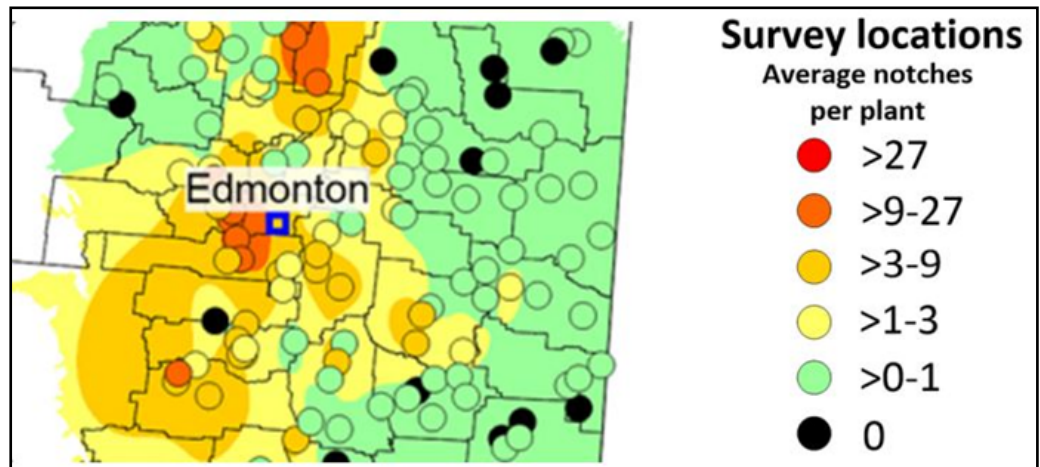 Edmonton
Survey locations
Average notches
per plant
>27
>9-27
>3-9
>1-3
>0-1
0